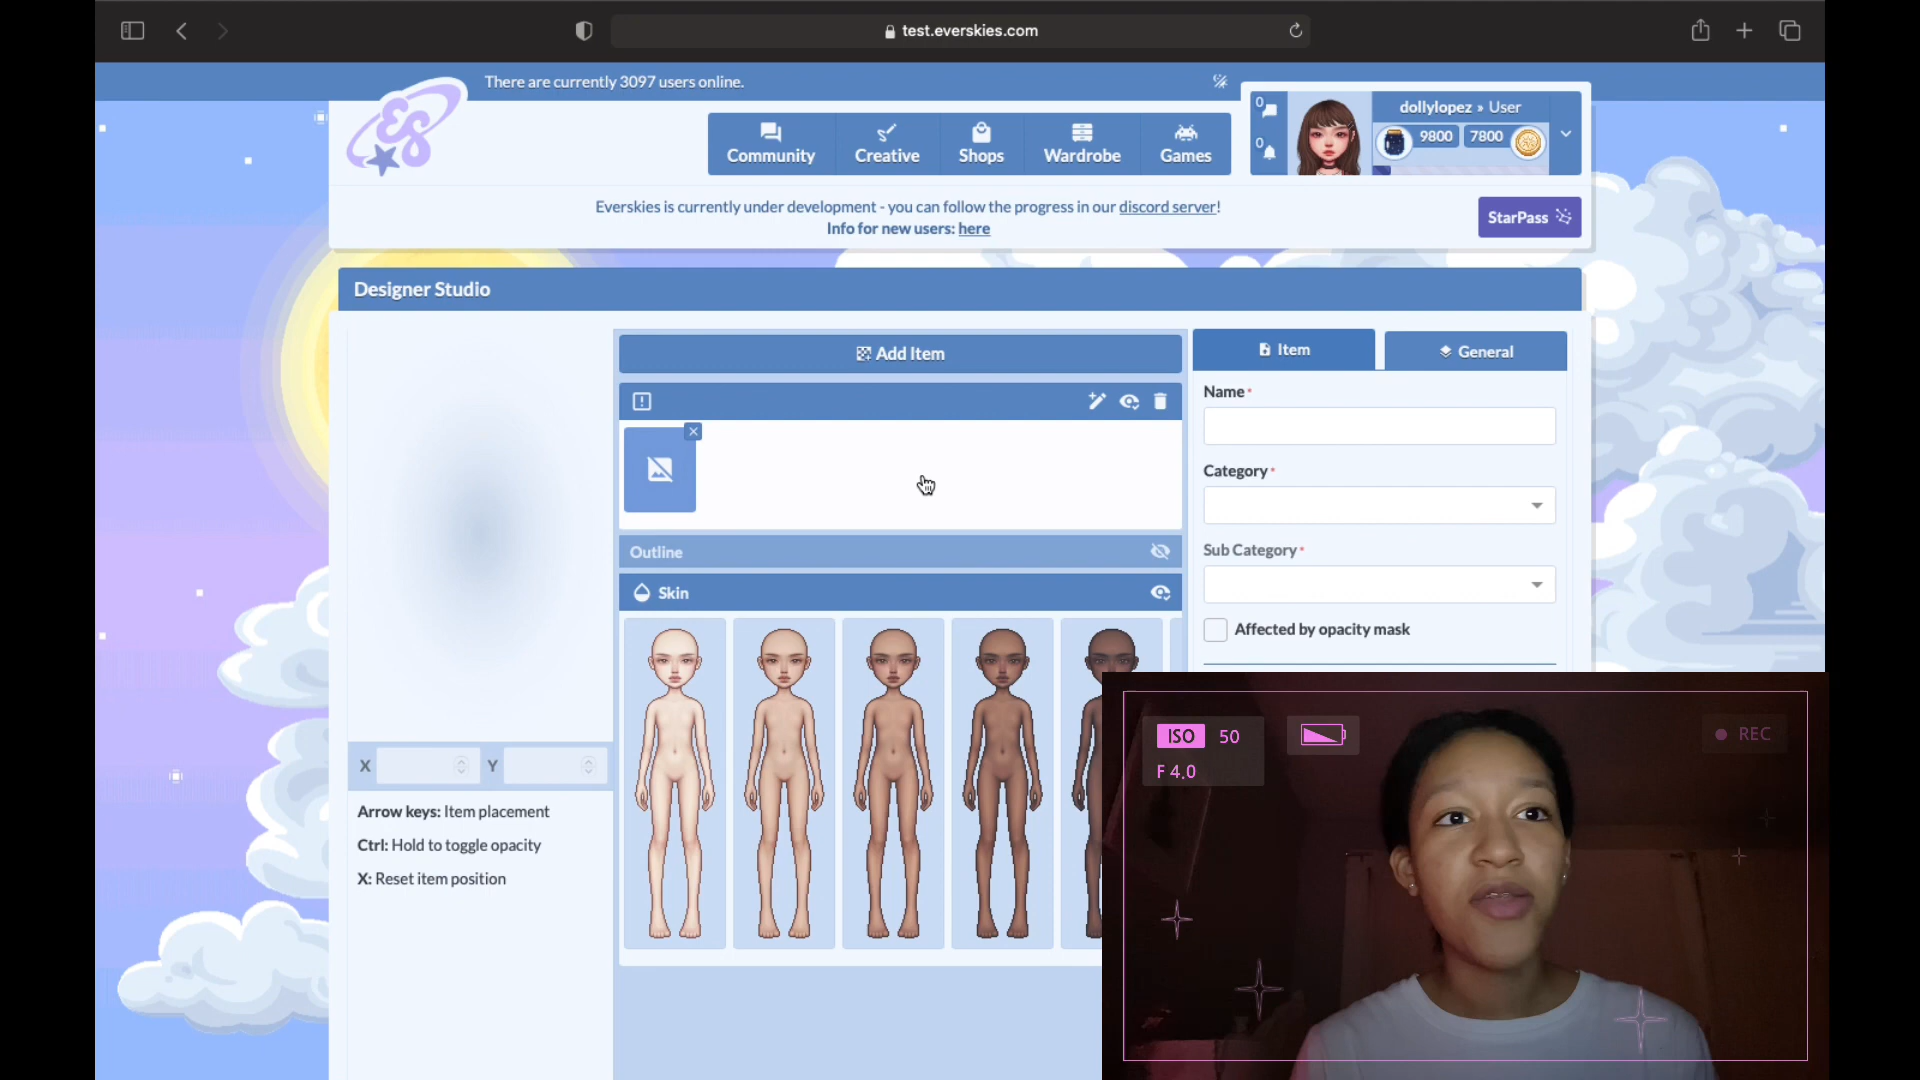 test.everskies.com
There are currently 3097 users online.
ES
Community
Creative
Shops
Wardrobe
Games
0
0
dollylopez » User
9800
7800
Everskies is currently under development - you can follow the progress in our discord server!
Info for new users: here
StarPass
Designer Studio
Add Item
Item
General
Name*
Category*
Outline
Sub Category*
Skin
Affected by opacity mask
X
Y
Arrow keys: Item placement
Ctrl: Hold to toggle opacity
X: Reset item position
ISO 50
F 4.0
REC